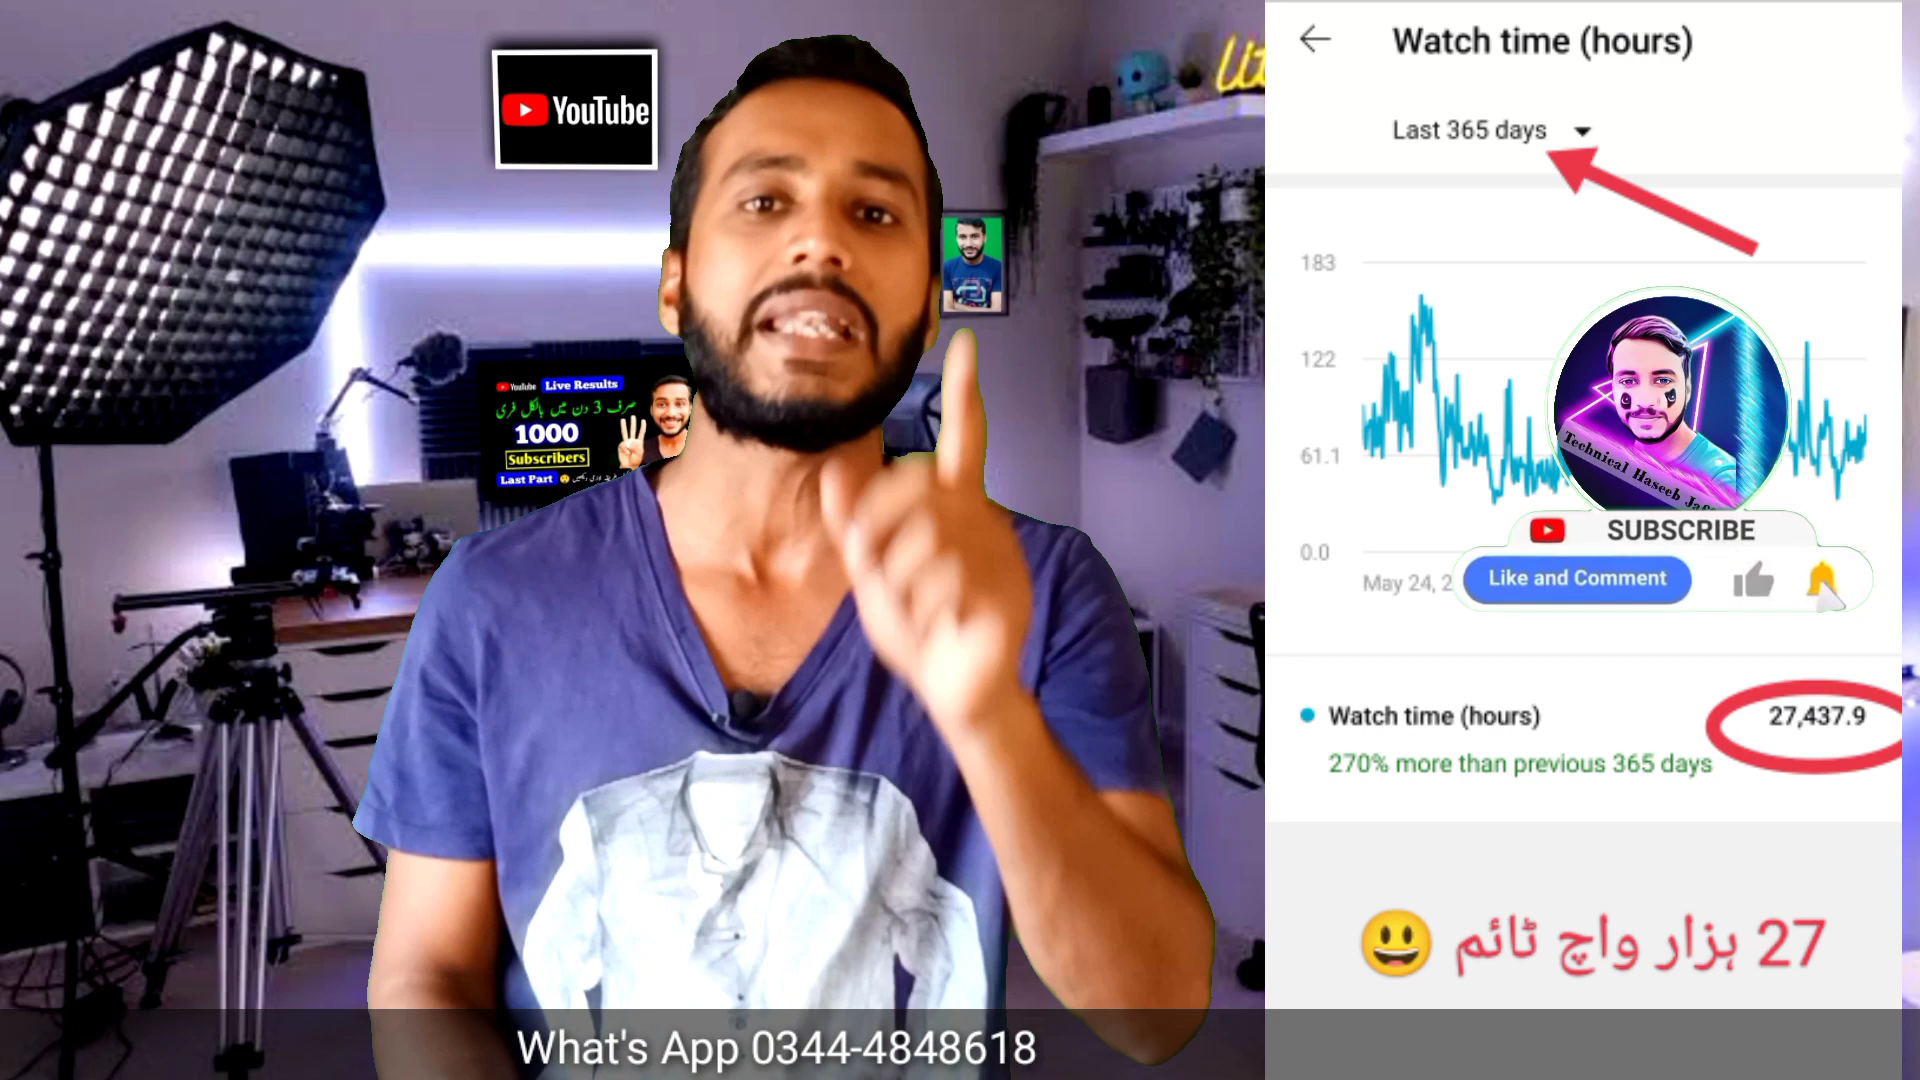 YouTube
Lit
YouTube Live Results
صرف 3 دن میں بالکل فری
1000
Subscribers
Last Part
Watch time (hours)
Last 365 days
183
122
61.1
0.0
May 24, 2
Technical Haseeb
SUBSCRIBE
Like and Comment
Watch time (hours)
27,437.9
270% more than previous 365 days
27 ہزار واچ ٹائم 😃
What's App 0344-4848618